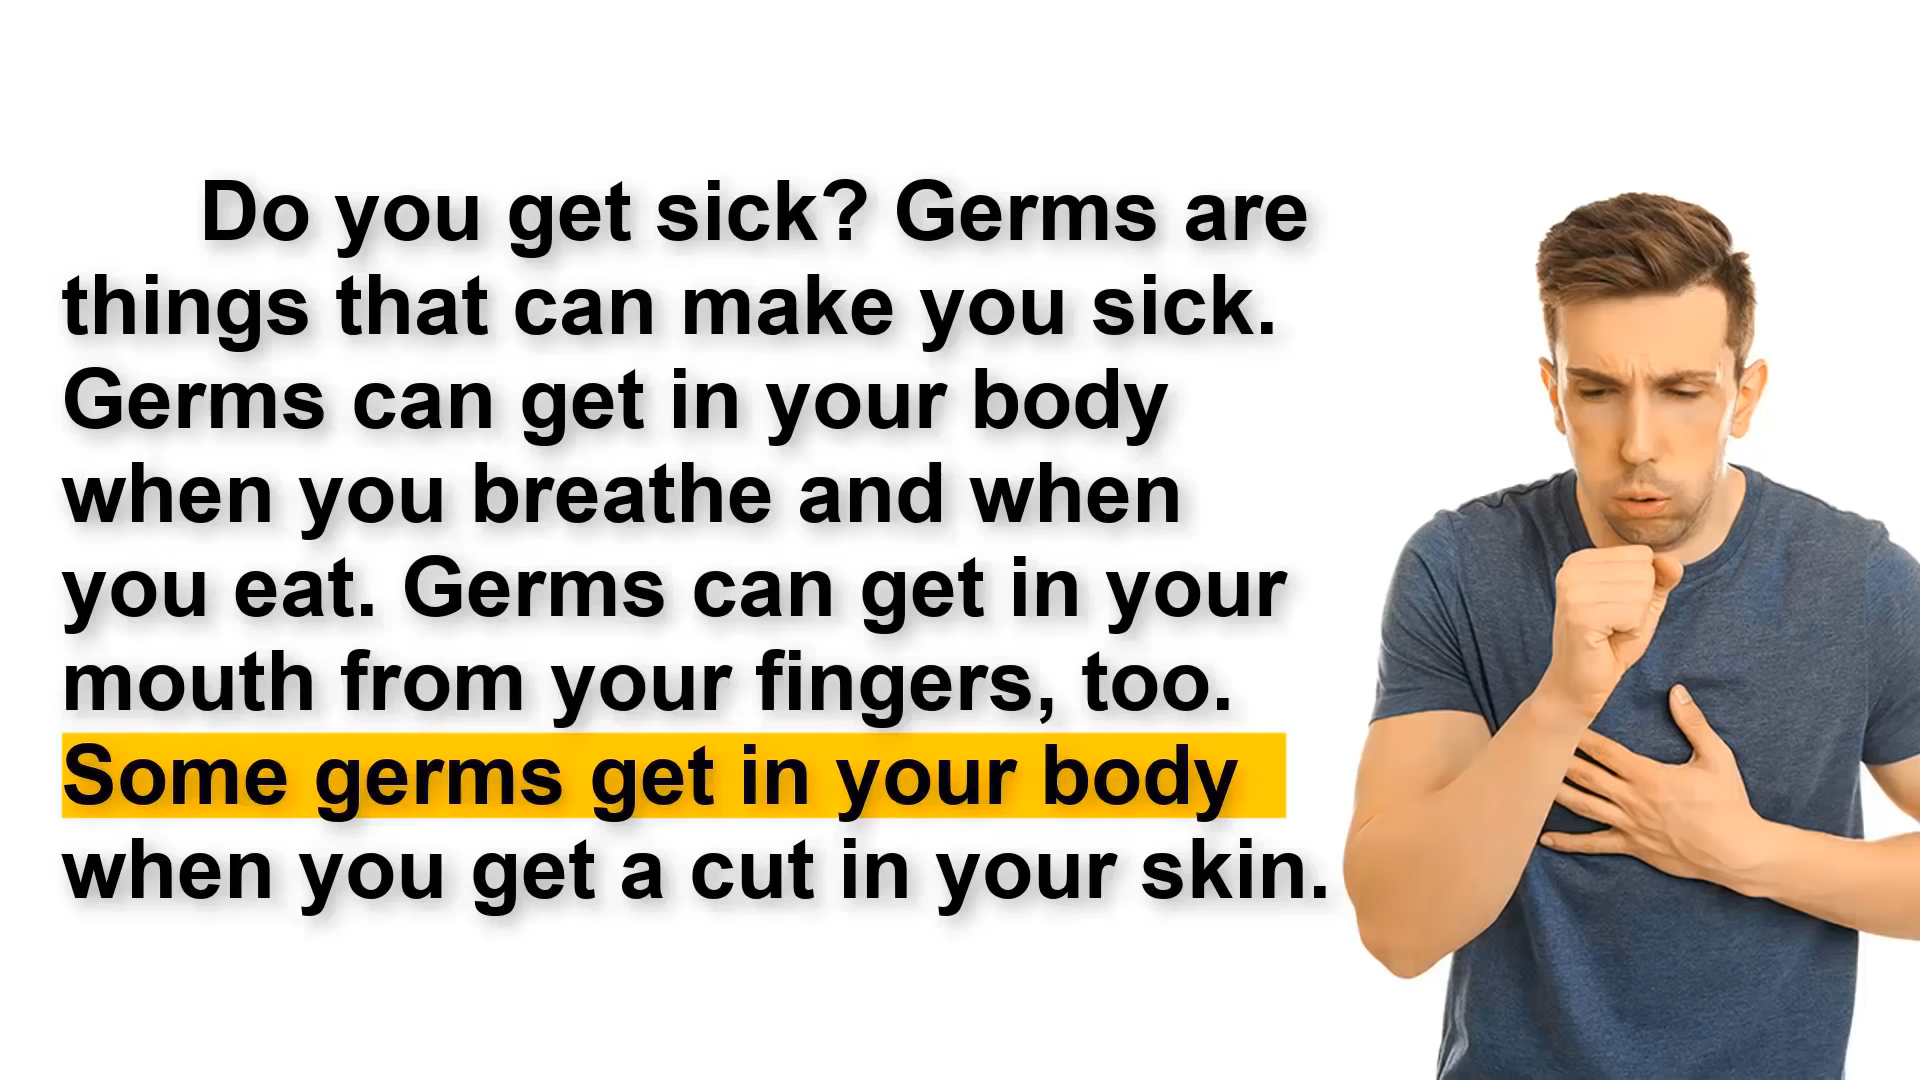 Do you get sick? Germs are
things that can make you sick.
Germs can get in your body
when you breathe and when
you eat. Germs can get in your
mouth from your fingers, too.
Some germs get in your body
when you get a cut in your skin.